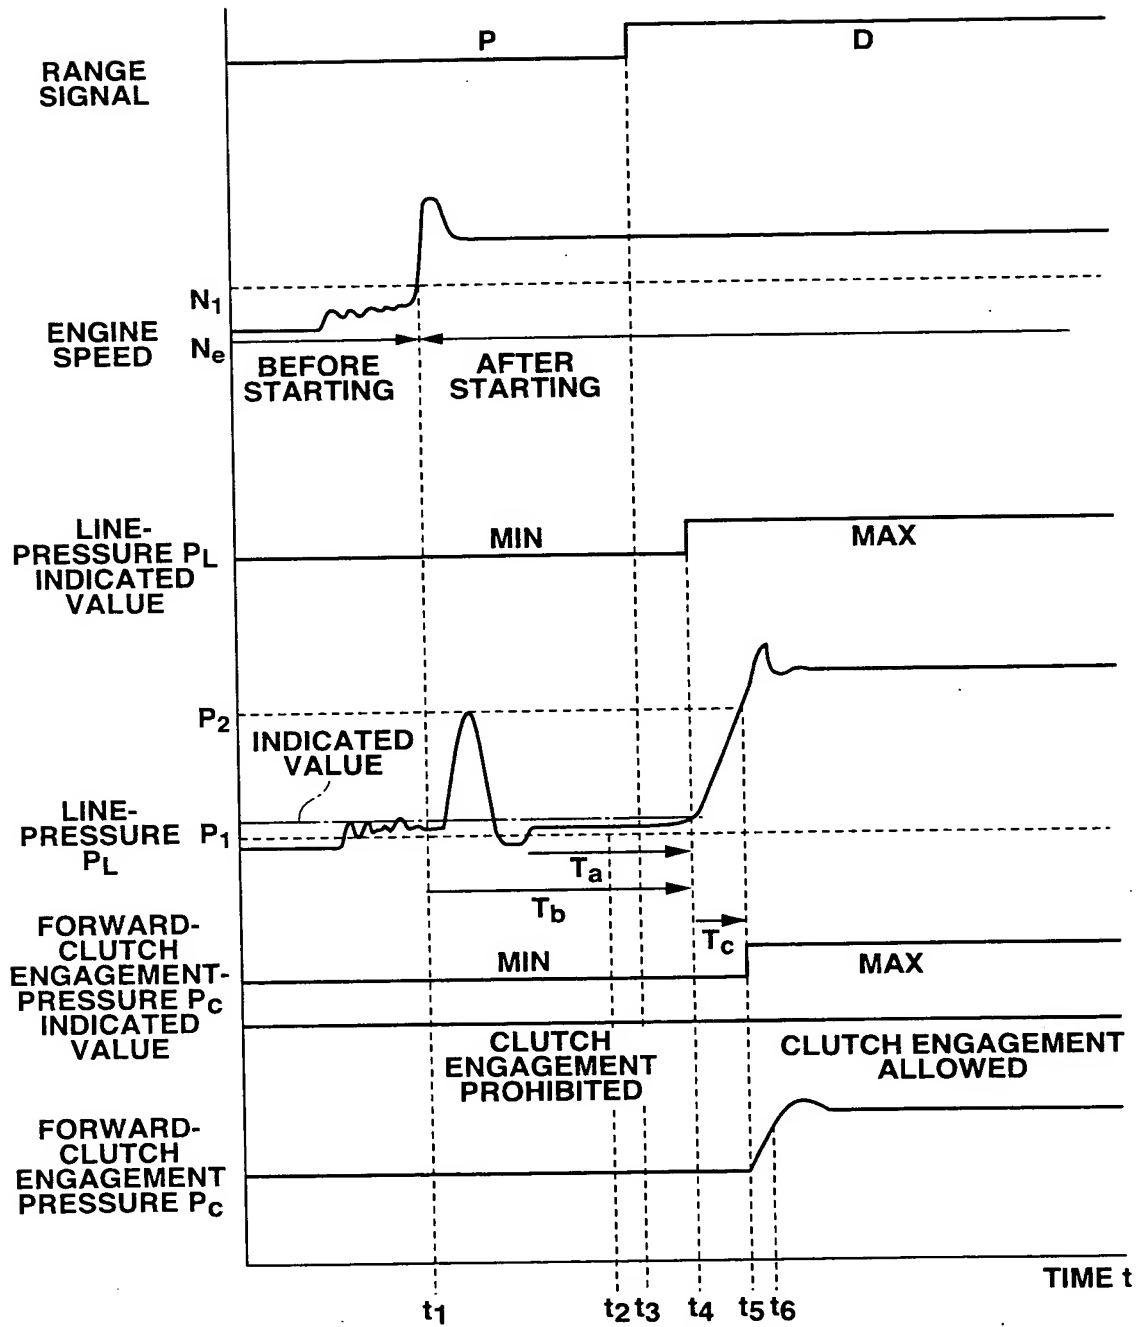 P
D
RANGE
SIGNAL
N1
ENGINE
SPEED
Ne
BEFORE
STARTING
AFTER
STARTING
LINE-
PRESSURE PL
INDICATED
VALUE
MIN
MAX
P2
INDICATED
VALUE
LINE-
PRESSURE
PL
P1
Ta
Tb
Tc
FORWARD-
CLUTCH
ENGAGEMENT-
PRESSURE Pc
INDICATED
VALUE
MIN
MAX
CLUTCH
ENGAGEMENT
PROHIBITED
CLUTCH ENGAGEMENT
ALLOWED
FORWARD-
CLUTCH
ENGAGEMENT
PRESSURE Pc
TIME t
t1 t2 t3 t4 t5 t6